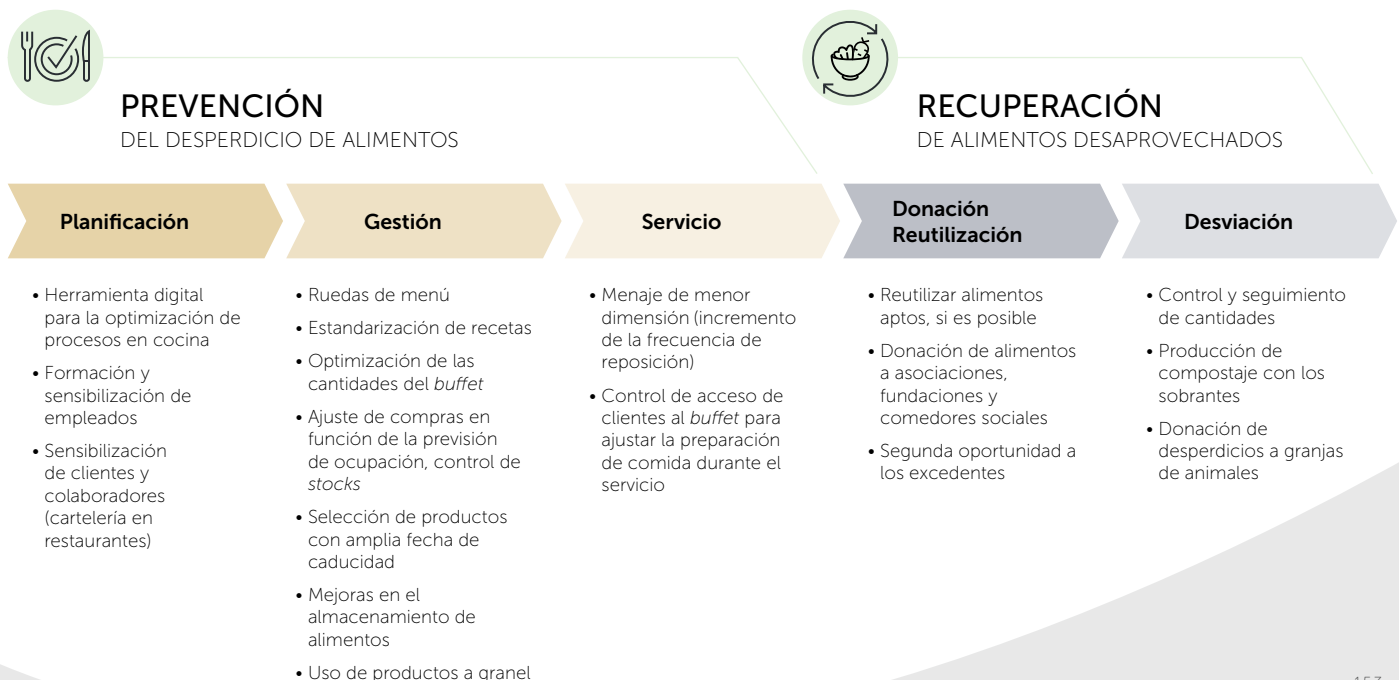 PREVENCIÓN
DEL DESPERDICIO DE ALIMENTOS
RECUPERACIÓN
DE ALIMENTOS DESAPROVECHADOS
Planificación
• Herramienta digital
para la optimización de
procesos en cocina
• Formación y
sensibilización de
empleados
• Sensibilización
de clientes y
colaboradores
(cartelería en
restaurantes)
Gestión
• Ruedas de menú
• Estandarización de recetas
• Optimización de las
cantidades del buffet
• Ajuste de compras en
función de la previsión
de ocupación, control de
stocks
• Selección de productos
con amplia fecha de
caducidad
• Mejoras en el
almacenamiento de
alimentos
• Uso de productos a granel
Servicio
• Menaje de menor
dimensión (incremento
de la frecuencia de
reposición)
• Control de acceso de
clientes al buffet para
ajustar la preparación
de comida durante el
servicio
Donación
Reutilización
• Reutilizar alimentos
aptos, si es posible
• Donación de alimentos
a asociaciones,
fundaciones y
comedores sociales
• Segunda oportunidad a
los excedentes
Desviación
• Control y seguimiento
de cantidades
• Producción de
compostaje con los
sobrantes
• Donación de
desperdicios a granjas
de animales